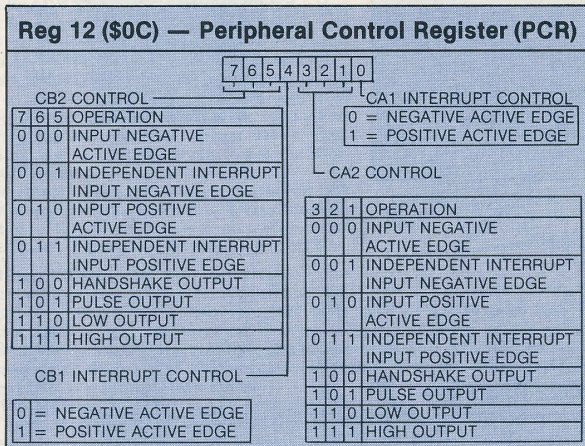 Reg 12 ($0C) — Peripheral Control Register (PCR)
7 6 5 4 3 2 1 0
CB2 CONTROL
7 6 5 OPERATION
0 0 0 INPUT NEGATIVE
ACTIVE EDGE
0 0 1 INDEPENDENT INTERRUPT
INPUT NEGATIVE EDGE
0 1 0 INPUT POSITIVE
ACTIVE EDGE
0 1 1 INDEPENDENT INTERRUPT
INPUT POSITIVE EDGE
1 0 0 HANDSHAKE OUTPUT
1 0 1 PULSE OUTPUT
1 1 0 LOW OUTPUT
1 1 1 HIGH OUTPUT
CB1 INTERRUPT CONTROL
0 = NEGATIVE ACTIVE EDGE
1 = POSITIVE ACTIVE EDGE
CA1 INTERRUPT CONTROL
0 = NEGATIVE ACTIVE EDGE
1 = POSITIVE ACTIVE EDGE
CA2 CONTROL
3 2 1 OPERATION
0 0 0 INPUT NEGATIVE
ACTIVE EDGE
0 0 1 INDEPENDENT INTERRUPT
INPUT NEGATIVE EDGE
0 1 0 INPUT POSITIVE
ACTIVE EDGE
0 1 1 INDEPENDENT INTERRUPT
INPUT POSITIVE EDGE
1 0 0 HANDSHAKE OUTPUT
1 0 1 PULSE OUTPUT
1 1 0 LOW OUTPUT
1 1 1 HIGH OUTPUT